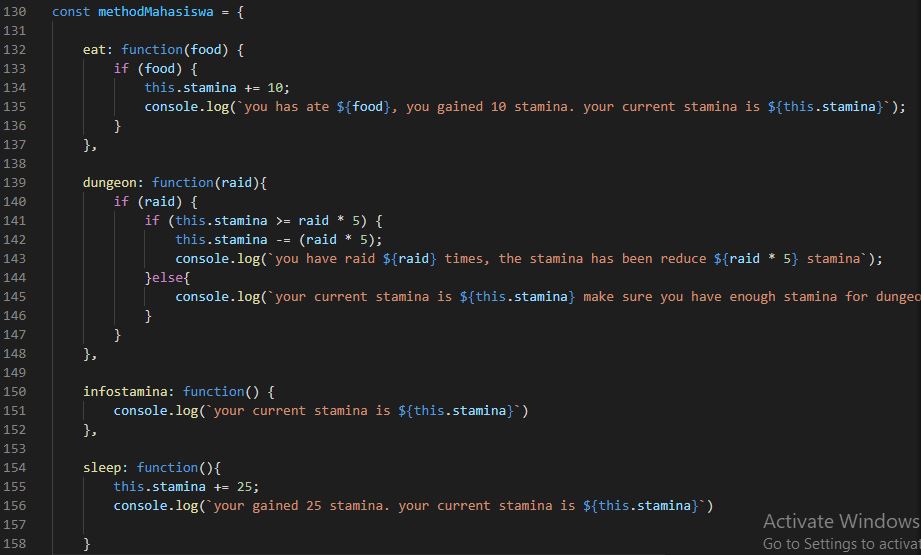 130 const methodMahasiswa = {
131
132 eat: function(food) {
133 if (food) {
134 this.stamina += 10;
135 console.log(`you has ate ${food}, you gained 10 stamina. your current stamina is ${this.stamina}`);
136 }
137 },
138
139 dungeon: function(raid){
140 if (raid) {
141 if (this.stamina >= raid * 5) {
142 this.stamina -= (raid * 5);
143 console.log(`you have raid ${raid} times, the stamina has been reduce ${raid * 5} stamina`);
144 }else{
145 console.log(`your current stamina is ${this.stamina} make sure you have enough stamina for dungeo
146 }
147 }
148 },
149
150 infostamina: function() {
151 console.log(`your current stamina is ${this.stamina}`)
152 },
153
154 sleep: function(){
155 this.stamina += 25;
156 console.log(`your gained 25 stamina. your current stamina is ${this.stamina}`)
157
158 }
Activate Windows
Go to Settings to activat